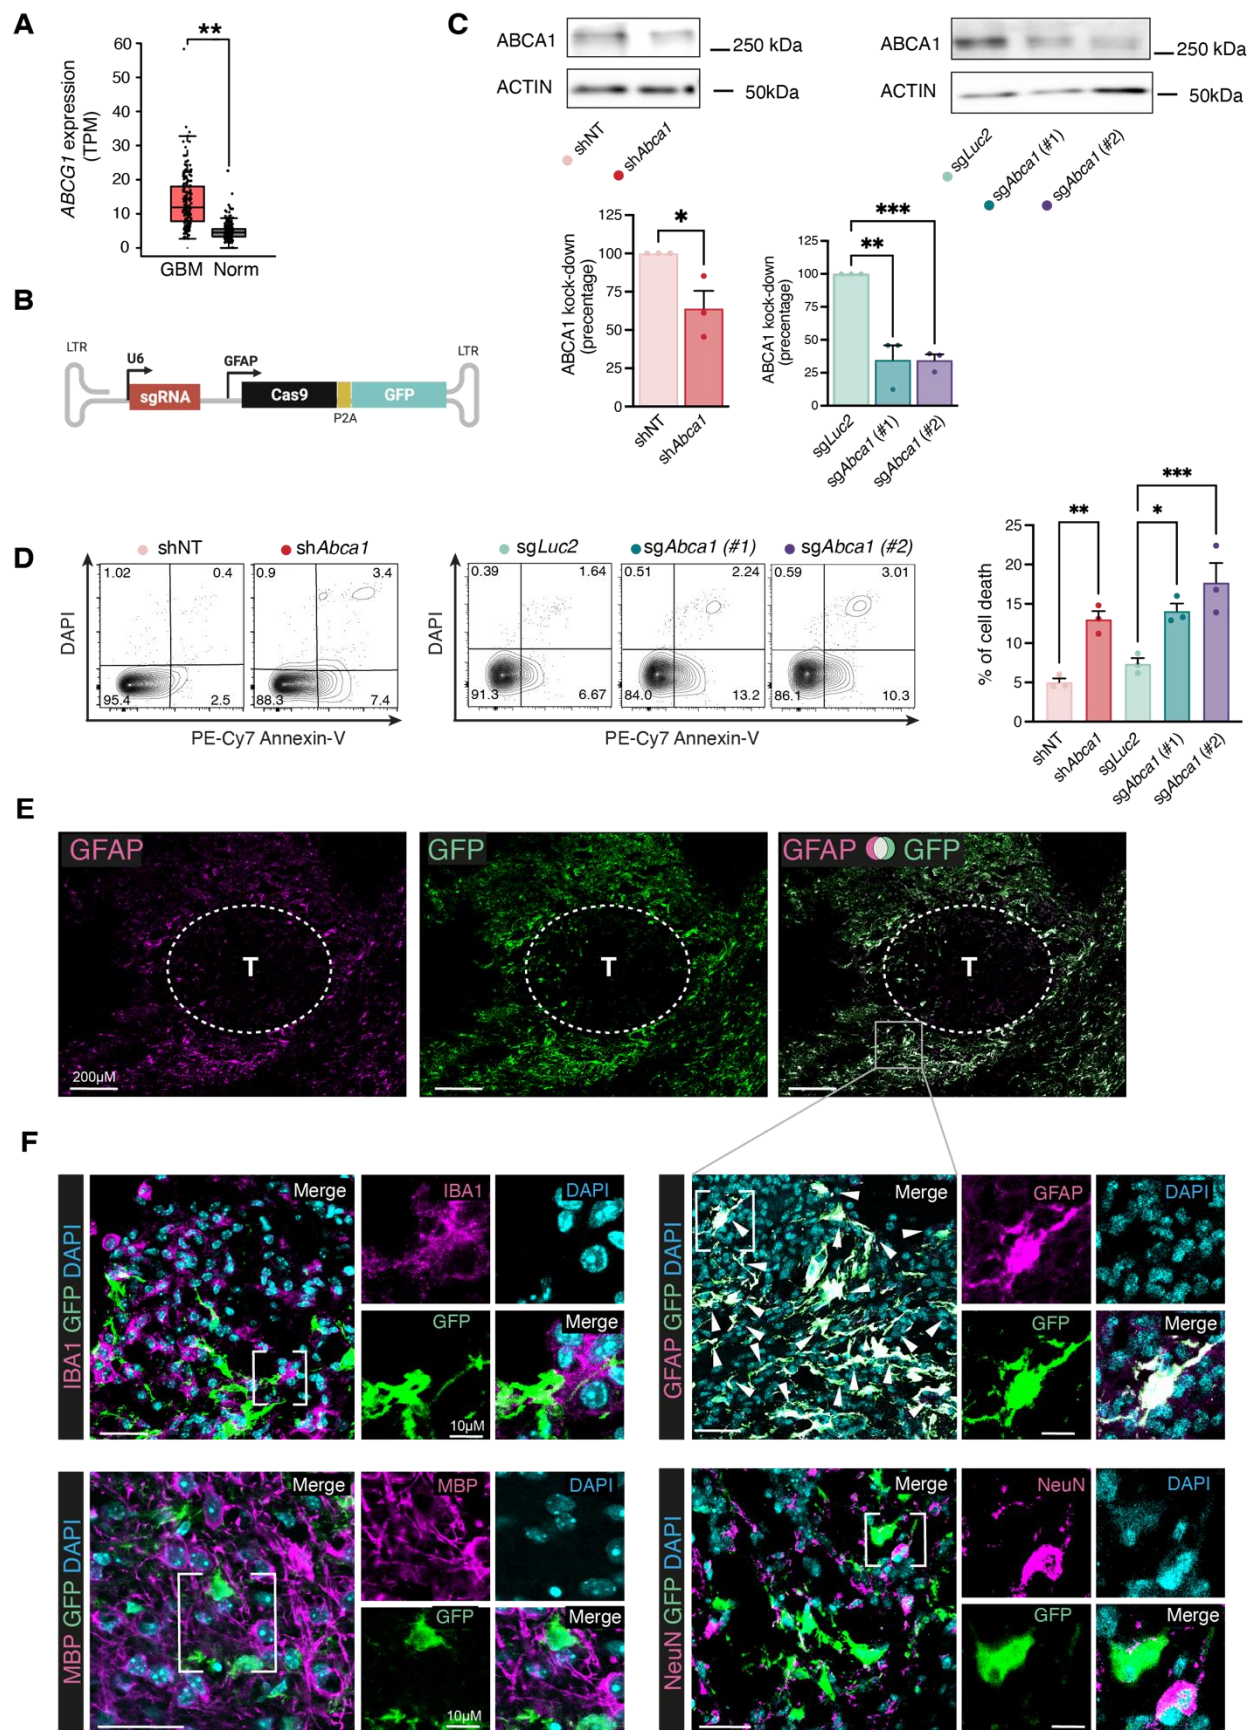 A
**
ABCG1 expression
(TPM)
60
50
40
30
20
10
0
GBM Norm
B
LTR
U6
sgRNA
GFAP
Cas9
P2A
GFP
LTR
C
ABCA1
250 kDa
ACTIN
50kDa
shNT
shAbca1
ABCA1
250 kDa
ACTIN
50kDa
sgLuc2
sgAbca1 (#1)
sgAbca1 (#2)
ABCA1 kock-down
(precentage)
125
100
75
50
25
0
*
shNT
shAbca1
ABCA1 kock-down
(precentage)
125
100
75
50
25
0
**
***
sgLuc2
sgAbca1 (#1)
sgAbca1 (#2)
D
shNT
shAbca1
DAPI
1.02 0.4
95.4 2.5
0.9 3.4
88.3 7.4
PE-Cy7 Annexin-V
sgLuc2
sgAbca1 (#1)
sgAbca1 (#2)
DAPI
0.39 1.64
91.3 6.67
0.51 2.24
84.0 13.2
0.59 3.01
86.1 10.3
PE-Cy7 Annexin-V
% of cell death
25
20
15
10
5
0
**
*
***
shNT
shAbca1
sgLuc2
sgAbca1 (#1)
sgAbca1 (#2)
E
GFAP
T
200µM
GFP
T
GFAP GFP
T
F
IBA1 GFP DAPI
Merge
IBA1
DAPI
GFP
10µM
Merge
GFAP GFP DAPI
Merge
GFAP
DAPI
GFP
Merge
MBP GFP DAPI
Merge
MBP
DAPI
GFP
10µM
Merge
NeuN GFP DAPI
Merge
NeuN
DAPI
GFP
Merge